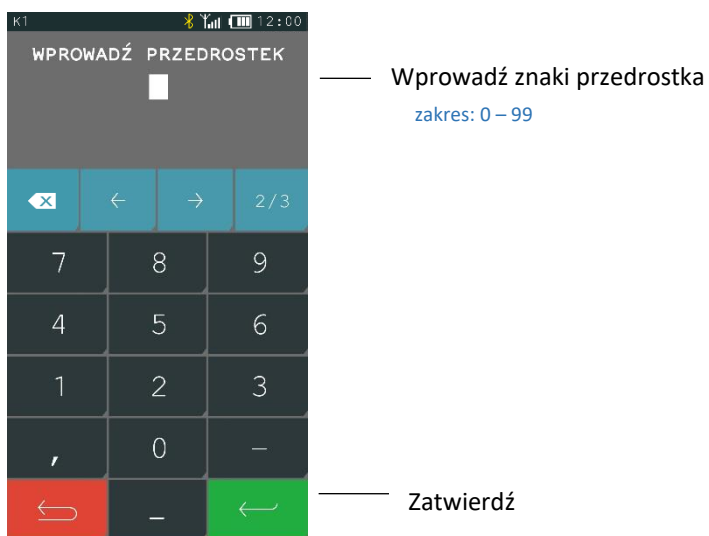 K1 12:00
WPROWADŹ PRZEDROSTEK
Wprowadź znaki przedrostka
zakres: 0 – 99
← → 2/3
7 8 9
4 5 6
1 2 3
, 0 –
_
Zatwierdź